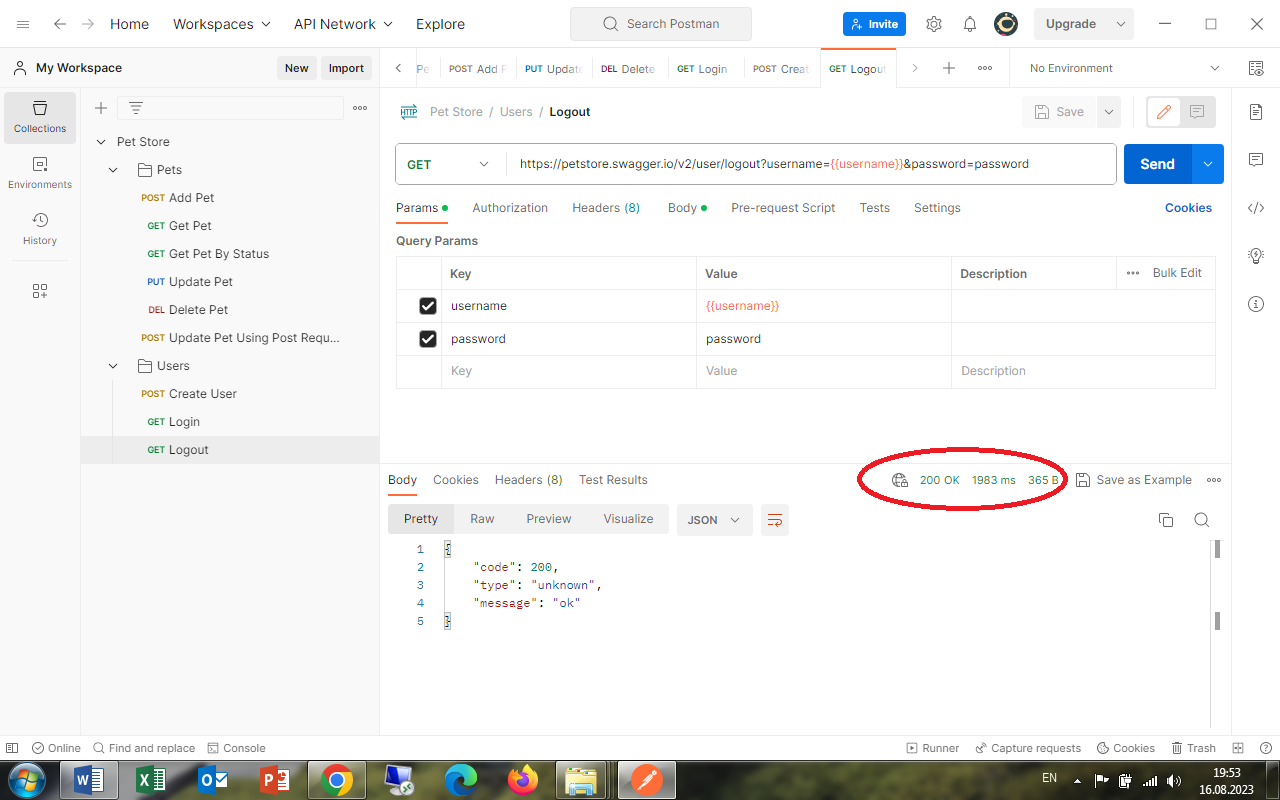 Home
Workspaces
API Network
Explore
Search Postman
Invite
Upgrade
My Workspace
New
Import
POST Add
PUT Update
DEL Delete
GET Login
POST Creat
GET Logout
No Environment
Collections
Environments
History
Pet Store
Pets
POST Add Pet
GET Get Pet
GET Get Pet By Status
PUT Update Pet
DEL Delete Pet
POST Update Pet Using Post Requ...
Users
POST Create User
GET Login
GET Logout
HTTP Pet Store / Users / Logout
Save
GET https://petstore.swagger.io/v2/user/logout?username={{username}}&password=password
Send
Params Authorization Headers (8) Body Pre-request Script Tests Settings Cookies
Query Params
Key Value Description Bulk Edit
username {{username}}
password password
Key Value Description
Body Cookies Headers (8) Test Results 200 OK 1983 ms 365 B Save as Example
Pretty Raw Preview Visualize JSON
1 {
2 "code": 200,
3 "type": "unknown",
4 "message": "ok"
5 }
Online Find and replace Console Runner Capture requests Cookies Trash
EN
19:53
16.08.2023